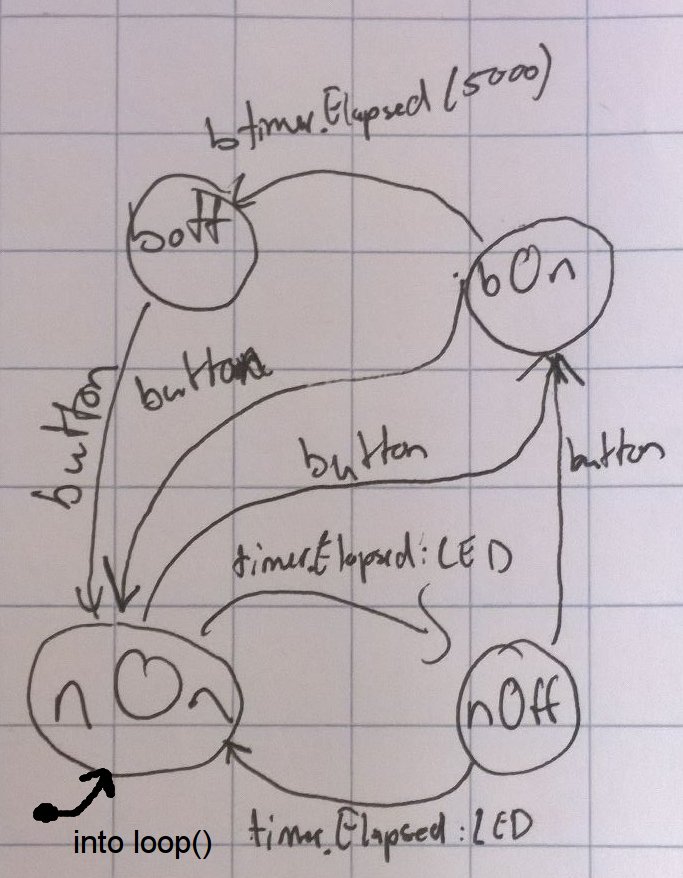 btimer.Elapsed(5000)
boff
bOn
button
button
button
button
timer.Elapsed:LED
nOn
nOff
timer.Elapsed:LED
into loop()